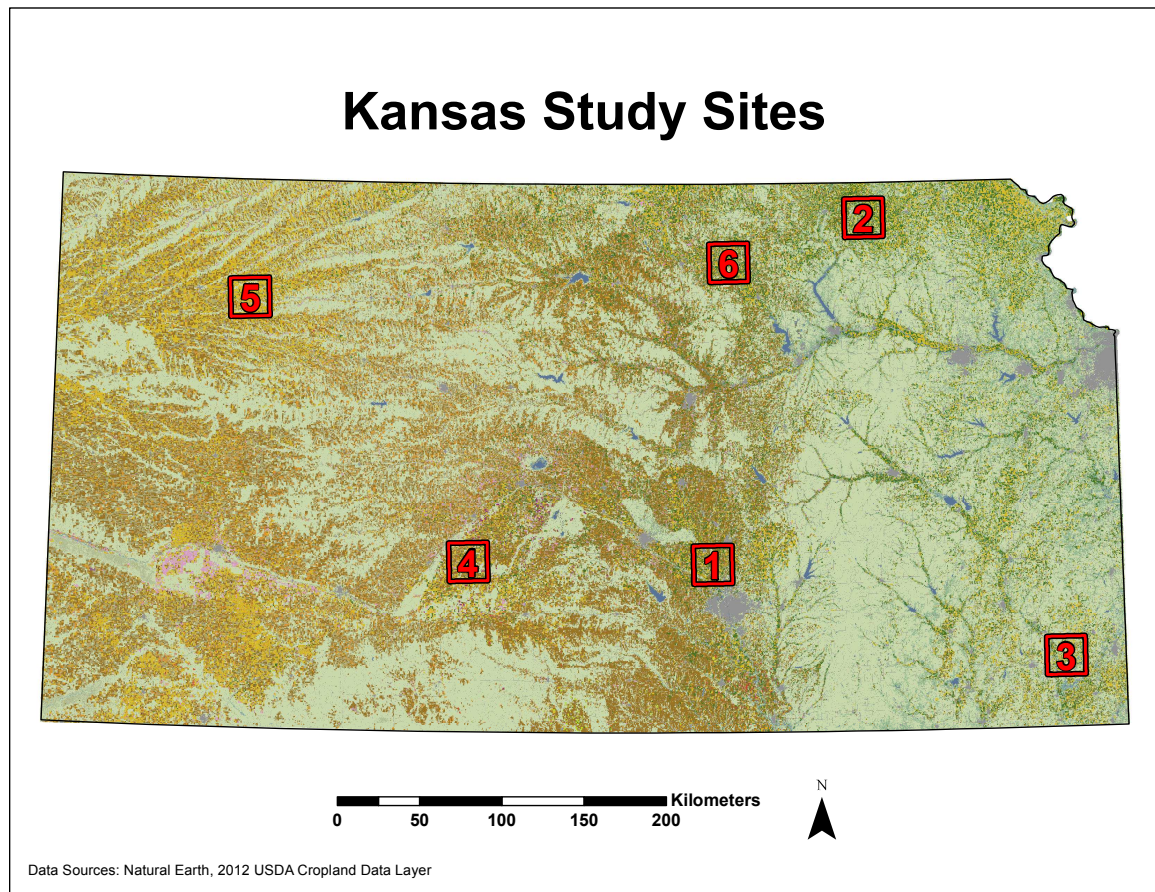 Kansas Study Sites
2
6
5
4
1
3
Kilometers
0 50 100 150 200
N
Data Sources: Natural Earth, 2012 USDA Cropland Data Layer